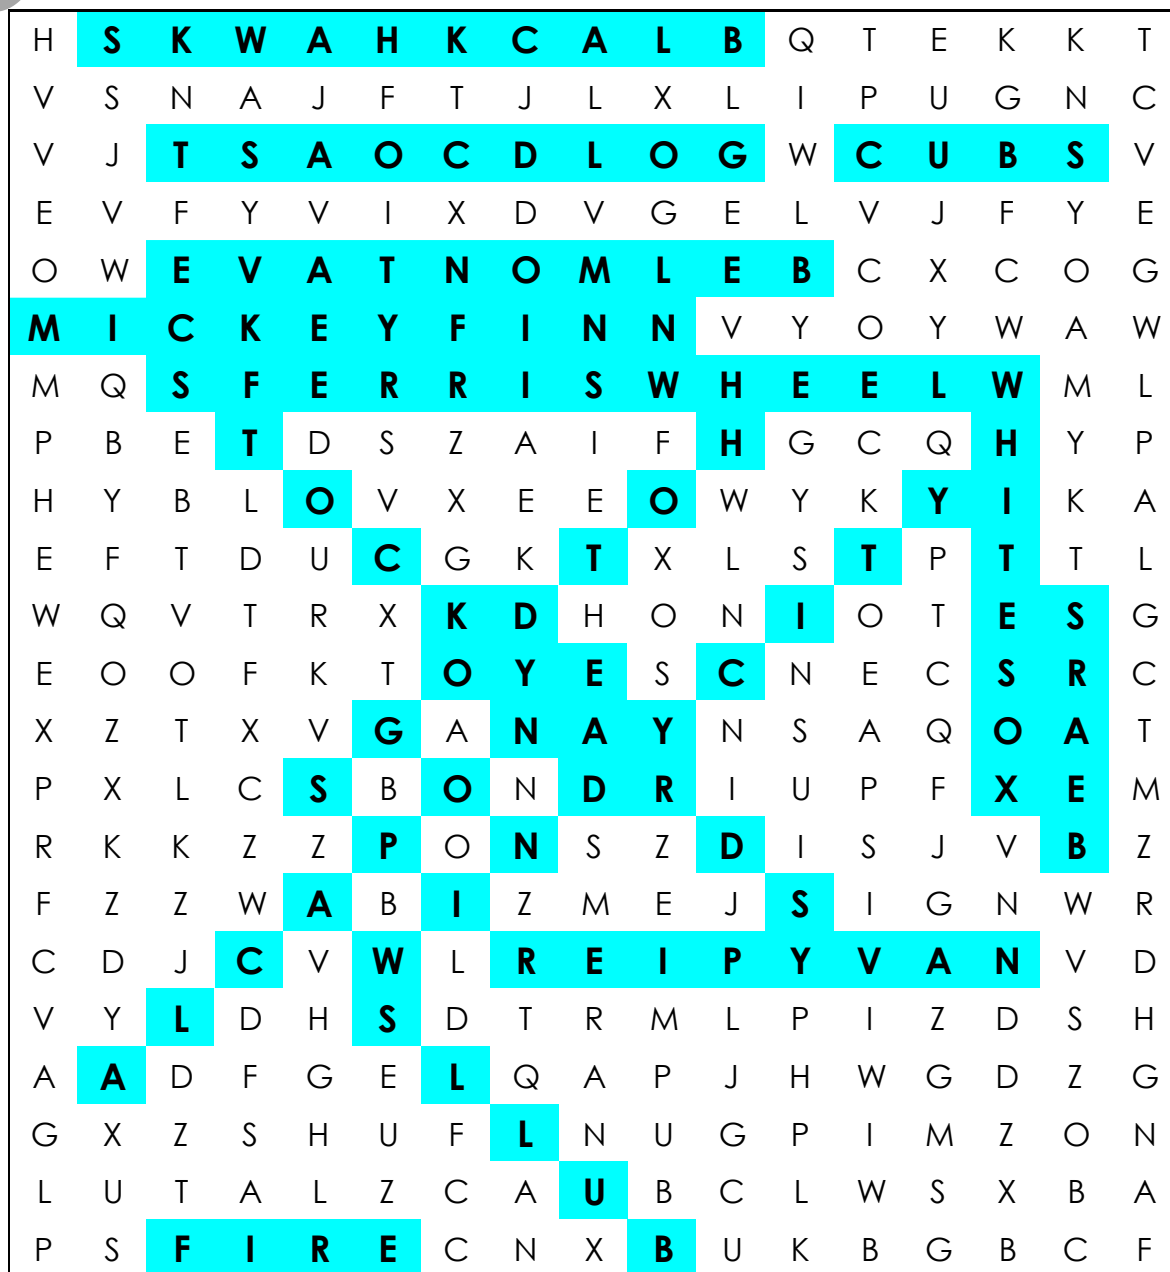 H S K W A H K C A L B Q T E K K T
V S N A J F T J L X L I P U G N C
V J T S A O C D L O G W C U B S V
E V F Y V I X D V G E L V J F Y E
O W E V A T N O M L E B C X C O G
M I C K E Y F I N N V Y O Y W A W
M Q S F E R R I S W H E E L W M L
P B E T D S Z A I F H G C Q H Y P
H Y B L O V X E E O W Y K Y I K A
E F T D U C G K T X L S T P T T L
W Q V T R X K D H O N I O T E S G
E O O F K T O Y E S C N E C S R C
X Z T X V G A N A Y N S A Q O A T
P X L C S B O N D R I U P F X E M
R K K Z Z P O N S Z D I S J V B Z
F Z Z W A B I Z M E J S I G N W R
C D J C V W L R E I P Y V A N V D
V Y L D H S D T R M L P I Z D S H
A A D F G E L Q A P J H W G D Z G
G X Z S H U F L N U G P I M Z O N
L U T A L Z C A U B C L W S X B A
P S F I R E C N X B U K B G B C F